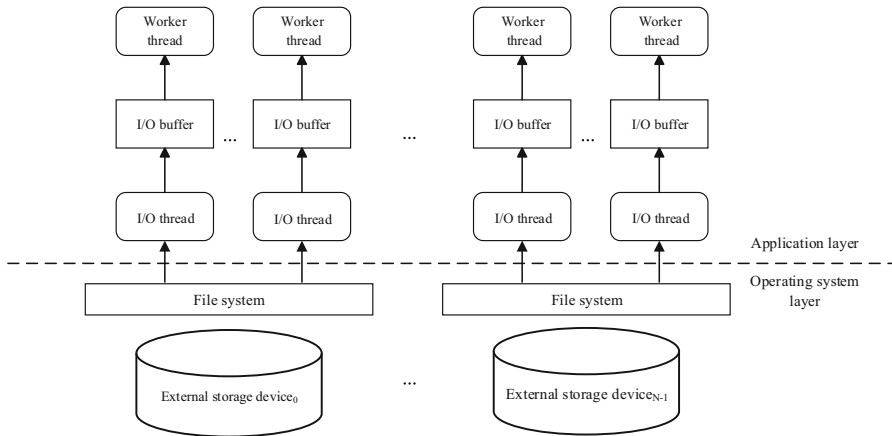 Worker
thread
Worker
thread
Worker
thread
Worker
thread
I/O buffer
...
I/O buffer
...
I/O buffer
...
I/O buffer
I/O thread
I/O thread
I/O thread
I/O thread
Application layer
Operating system
layer
File system
File system
External storage device0
...
External storage deviceN-1